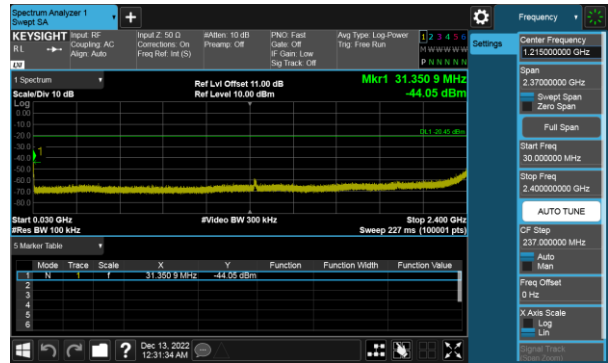 Spectrum Analyzer 1
Swept SA
+
Frequency
KEYSIGHT Input: RF Input Z: 50 Ω #Atten: 10 dB PNO: Fast Avg Type: Log-Power 1 2 3 4 5 6
RL Coupling: AC Corrections: On Preamp: Off Gate: Off Trig: Free Run M W W W W W
Align: Auto Freq Ref: Int (S) IF Gain: Low P N N N N N
Sig Track: Off
LXI
Settings
Center Frequency
1.215000000 GHz
Span
2.37000000 GHz
Swept Span
Zero Span
Full Span
Start Freq
30.000000 MHz
Stop Freq
2.400000000 GHz
AUTO TUNE
CF Step
237.000000 MHz
Auto
Man
Freq Offset
0 Hz
X Axis Scale
Log
Lin
Signal Track
(Span Zoom)
1 Spectrum Ref Lvl Offset 11.00 dB Mkr1 31.350 9 MHz
Scale/Div 10 dB Ref Level 10.00 dBm -44.05 dBm
Log
0.00
-10.0
-20.0
DL1 -20.45 dBm
-30.0
-40.0
1
-50.0
-60.0
-70.0
-80.0
Start 0.030 GHz #Video BW 300 kHz Stop 2.400 GHz
#Res BW 100 kHz Sweep 227 ms (100001 pts)
5 Marker Table
Mode Trace Scale X Y Function Function Width Function Value
1 N 1 f 31.350 9 MHz -44.05 dBm
2
3
4
5
6
? Dec 13, 2022
12:31:34 AM